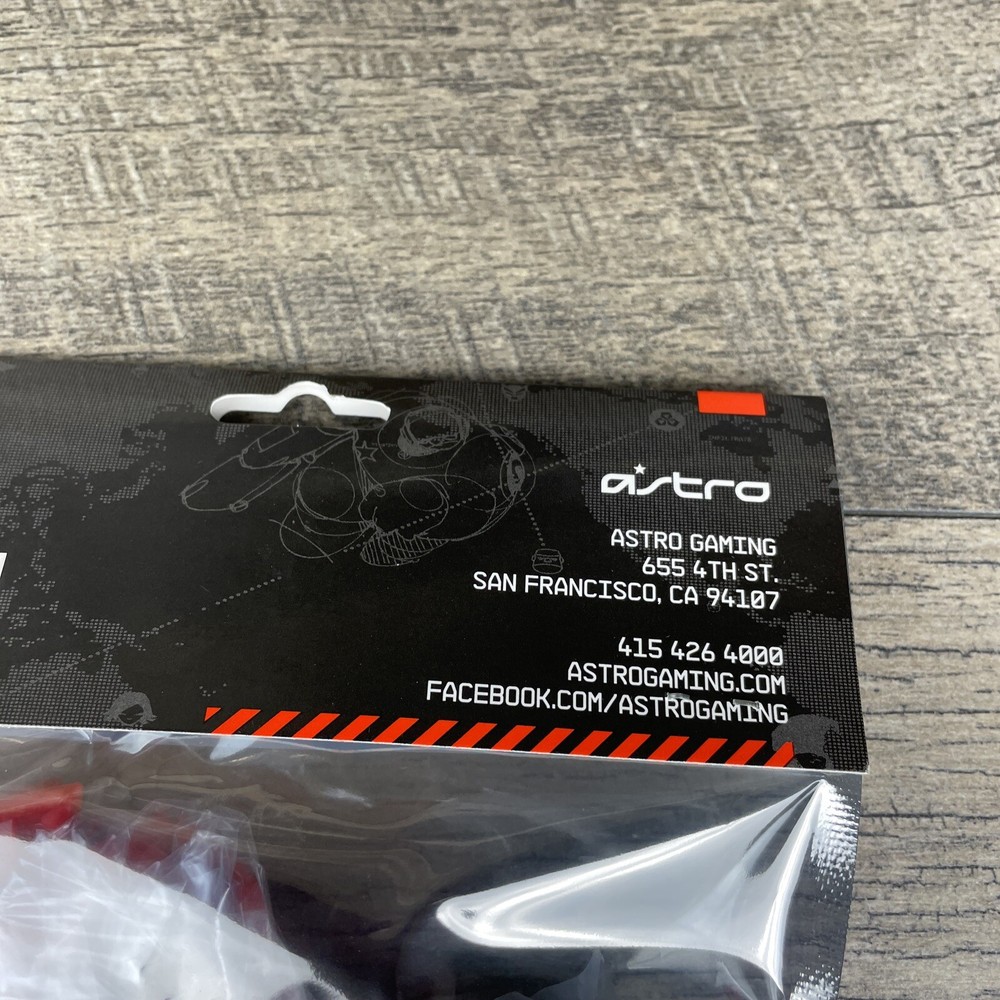 astro
ASTRO GAMING
655 4TH ST.
SAN FRANCISCO, CA 94107
415 426 4000
ASTROGAMING.COM
FACEBOOK.COM/ASTROGAMING